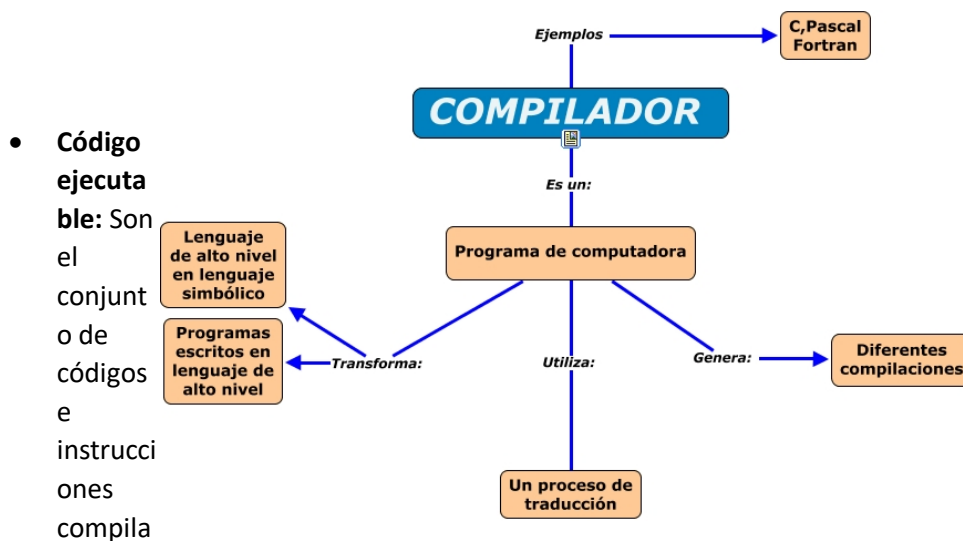 Ejemplos
C,Pascal
Fortran
COMPILADOR
Es un:
Programa de computadora
• Código
ejecuta
ble: Son
el
conjunt
o de
códigos
e
instrucci
ones
compila
Lenguaje
de alto nivel
en lenguaje
simbólico
Programas
escritos en
lenguaje de
alto nivel
Transforma:
Utiliza:
Genera:
Diferentes
compilaciones
Un proceso de
traducción